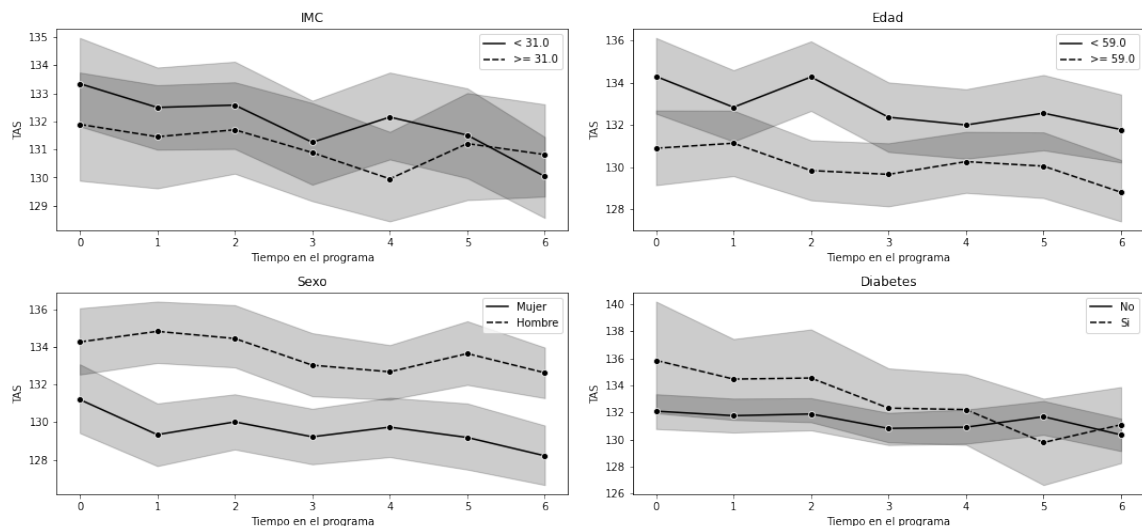 IMC
135
134
133
132
131
130
129
TAS
< 31.0
>= 31.0
0 1 2 3 4 5 6
Tiempo en el programa
Edad
136
134
132
130
128
TAS
< 59.0
>= 59.0
0 1 2 3 4 5 6
Tiempo en el programa
Sexo
136
134
132
130
128
TAS
Mujer
Hombre
0 1 2 3 4 5 6
Tiempo en el programa
Diabetes
140
138
136
134
132
130
128
126
TAS
No
Si
0 1 2 3 4 5 6
Tiempo en el programa